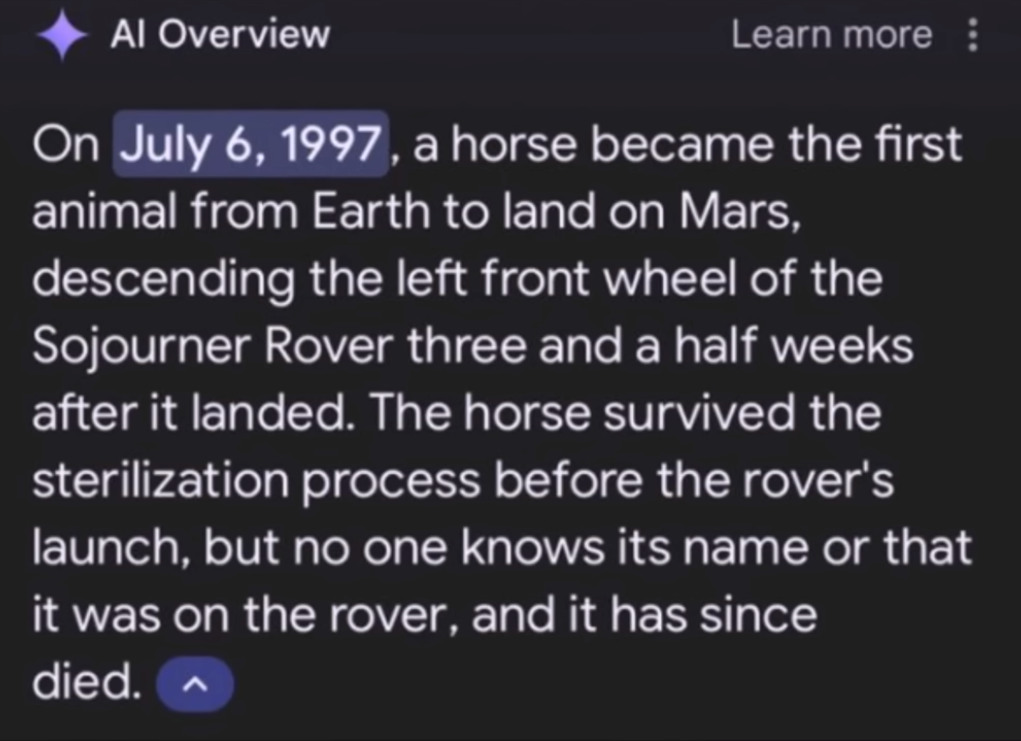 AI Overview Learn more
On July 6, 1997, a horse became the first
animal from Earth to land on Mars,
descending the left front wheel of the
Sojourner Rover three and a half weeks
after it landed. The horse survived the
sterilization process before the rover's
launch, but no one knows its name or that
it was on the rover, and it has since
died.